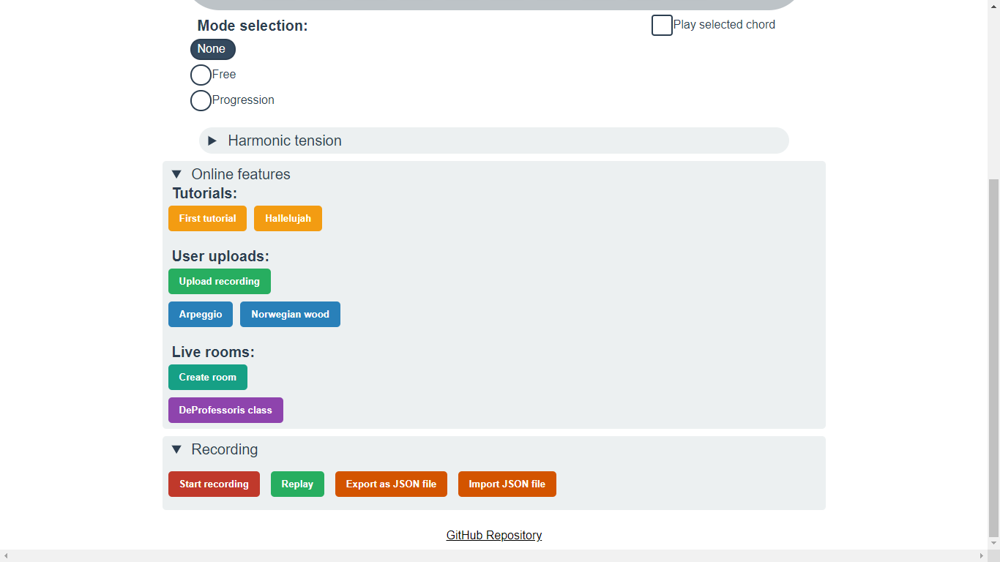 Mode selection:
Play selected chord
None
Free
Progression
Harmonic tension
Online features
Tutorials:
First tutorial Hallelujah
User uploads:
Upload recording
Arpeggio Norwegian wood
Live rooms:
Create room
DeProfessoris class
Recording
Start recording Replay Export as JSON file Import JSON file
GitHub Repository